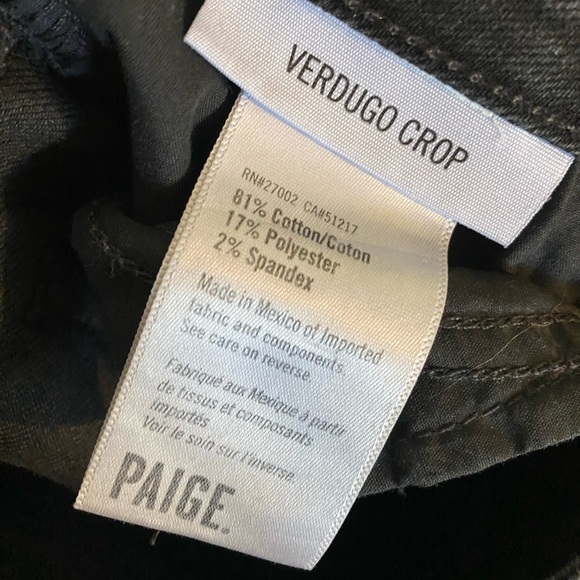 VERDUGO CROP
RN#27002 CA#51217
81% Cotton/Coton
17% Polyester
2% Spandex
Made in Mexico of Imported
fabric and components.
See care on reverse.
Fabriqué aux Mexique à partir
de tissus et composants
importés
Voir le soin sur l'inverse.
PAIGE.